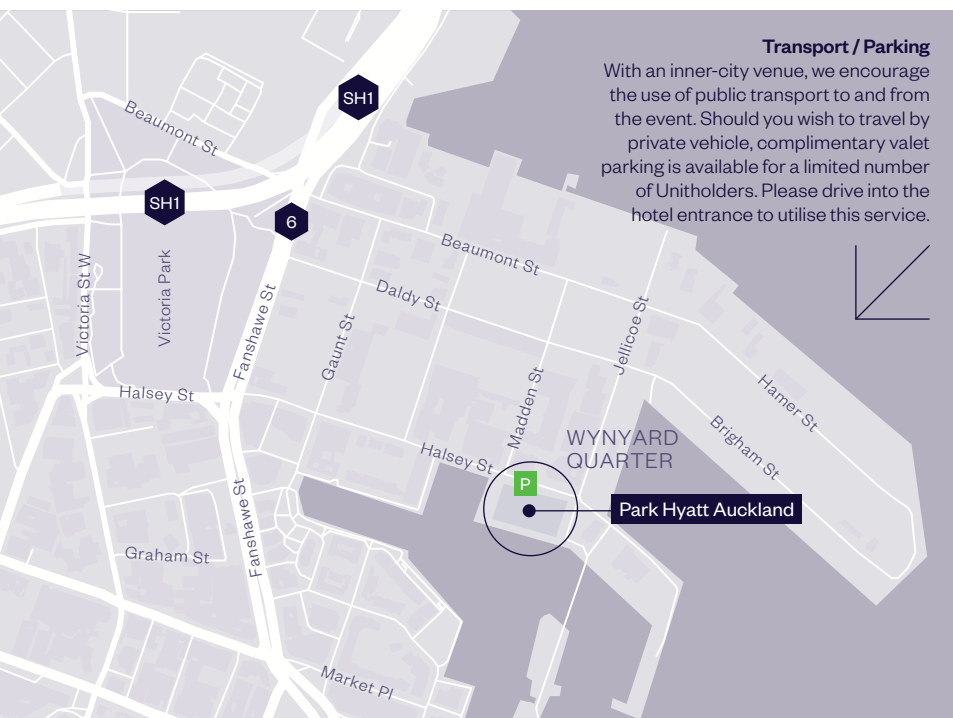 Transport / Parking
With an inner-city venue, we encourage
the use of public transport to and from
the event. Should you wish to travel by
private vehicle, complimentary valet
parking is available for a limited number
of Unitholders. Please drive into the
hotel entrance to utilise this service.
SH1
Beaumont St
SH1
6
Beaumont St
Victoria St W
Victoria Park
Fanshawe St
Daldy St
Gaunt St
Jellicoe St
Madden St
Halsey St
Hamer St
Brigham St
Halsey St
WYNYARD
QUARTER
P
Park Hyatt Auckland
Fanshawe St
Graham St
Market Pl